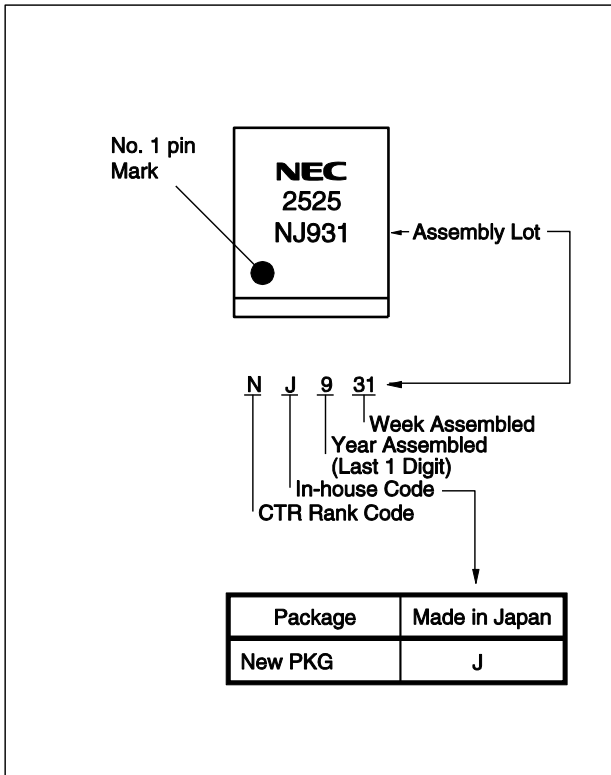 No. 1 pin
Mark
NEC
2525
NJ931
Assembly Lot
N J 9 31
Week Assembled
Year Assembled
(Last 1 Digit)
In-house Code
CTR Rank Code
Package Made in Japan
New PKG J